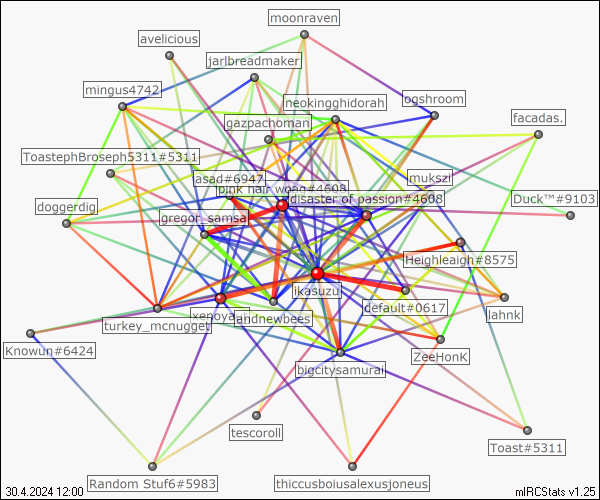 moonraven
avelicious
jarlbreadmaker
mingus4742
neokingghidorah
ogshroom
gazpachoman
facadas.
ToastephBroseph5311#5311
asad#6947
mukszi
pink hair wong#4608
disaster of passion#4608
Duck™#9103
doggerdig
gregor_samsa
Heighleaigh#8575
ikasuzu
default#0617
lahnk
xenoya
andnewbees
turkey_mcnugget
Knowun#6424
ZeeHonK
bigcitysamurai
tescoroll
Toast#5311
Random Stuf6#5983
thiccusboiusalexusjoneus
30.4.2024 12:00
mIRCStats v1.25